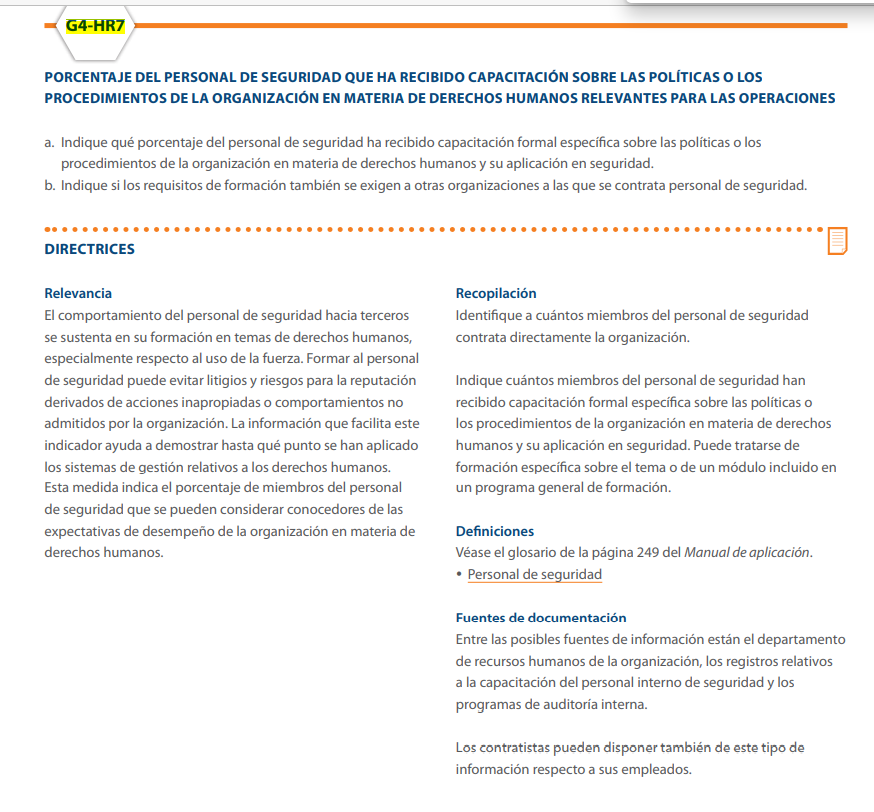 G4-HR7
PORCENTAJE DEL PERSONAL DE SEGURIDAD QUE HA RECIBIDO CAPACITACIÓN SOBRE LAS POLÍTICAS O LOS
PROCEDIMIENTOS DE LA ORGANIZACIÓN EN MATERIA DE DERECHOS HUMANOS RELEVANTES PARA LAS OPERACIONES
a. Indique qué porcentaje del personal de seguridad ha recibido capacitación formal específica sobre las políticas o los
procedimientos de la organización en materia de derechos humanos y su aplicación en seguridad.
b. Indique si los requisitos de formación también se exigen a otras organizaciones a las que se contrata personal de seguridad.
DIRECTRICES
Relevancia
El comportamiento del personal de seguridad hacia terceros
se sustenta en su formación en temas de derechos humanos,
especialmente respecto al uso de la fuerza. Formar al personal
de seguridad puede evitar litigios y riesgos para la reputación
derivados de acciones inapropiadas o comportamientos no
admitidos por la organización. La información que facilita este
indicador ayuda a demostrar hasta qué punto se han aplicado
los sistemas de gestión relativos a los derechos humanos.
Esta medida indica el porcentaje de miembros del personal
de seguridad que se pueden considerar conocedores de las
expectativas de desempeño de la organización en materia de
derechos humanos.
Recopilación
Identifique a cuántos miembros del personal de seguridad
contrata directamente la organización.
Indique cuántos miembros del personal de seguridad han
recibido capacitación formal específica sobre las políticas o
los procedimientos de la organización en materia de derechos
humanos y su aplicación en seguridad. Puede tratarse de
formación específica sobre el tema o de un módulo incluido en
un programa general de formación.
Definiciones
Véase el glosario de la página 249 del Manual de aplicación.
• Personal de seguridad
Fuentes de documentación
Entre las posibles fuentes de información están el departamento
de recursos humanos de la organización, los registros relativos
a la capacitación del personal interno de seguridad y los
programas de auditoría interna.
Los contratistas pueden disponer también de este tipo de
información respecto a sus empleados.